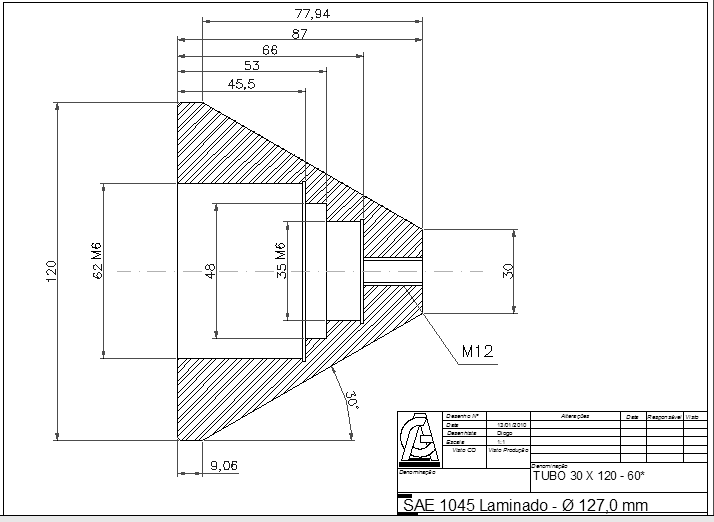 77,94
87
66
53
45,5
120
62 M6
48
35 M6
30
M12
30°
9,06
Desenho Nº
Alterações
Data
Responsável
Visto
Data
13/01/2010
Desenhista
Diogo
Escala
1:1
Visto CO
Visto Produção
Denominação
Denominação
TUBO 30 X 120 - 60*
SAE 1045 Laminado - Ø 127,0 mm